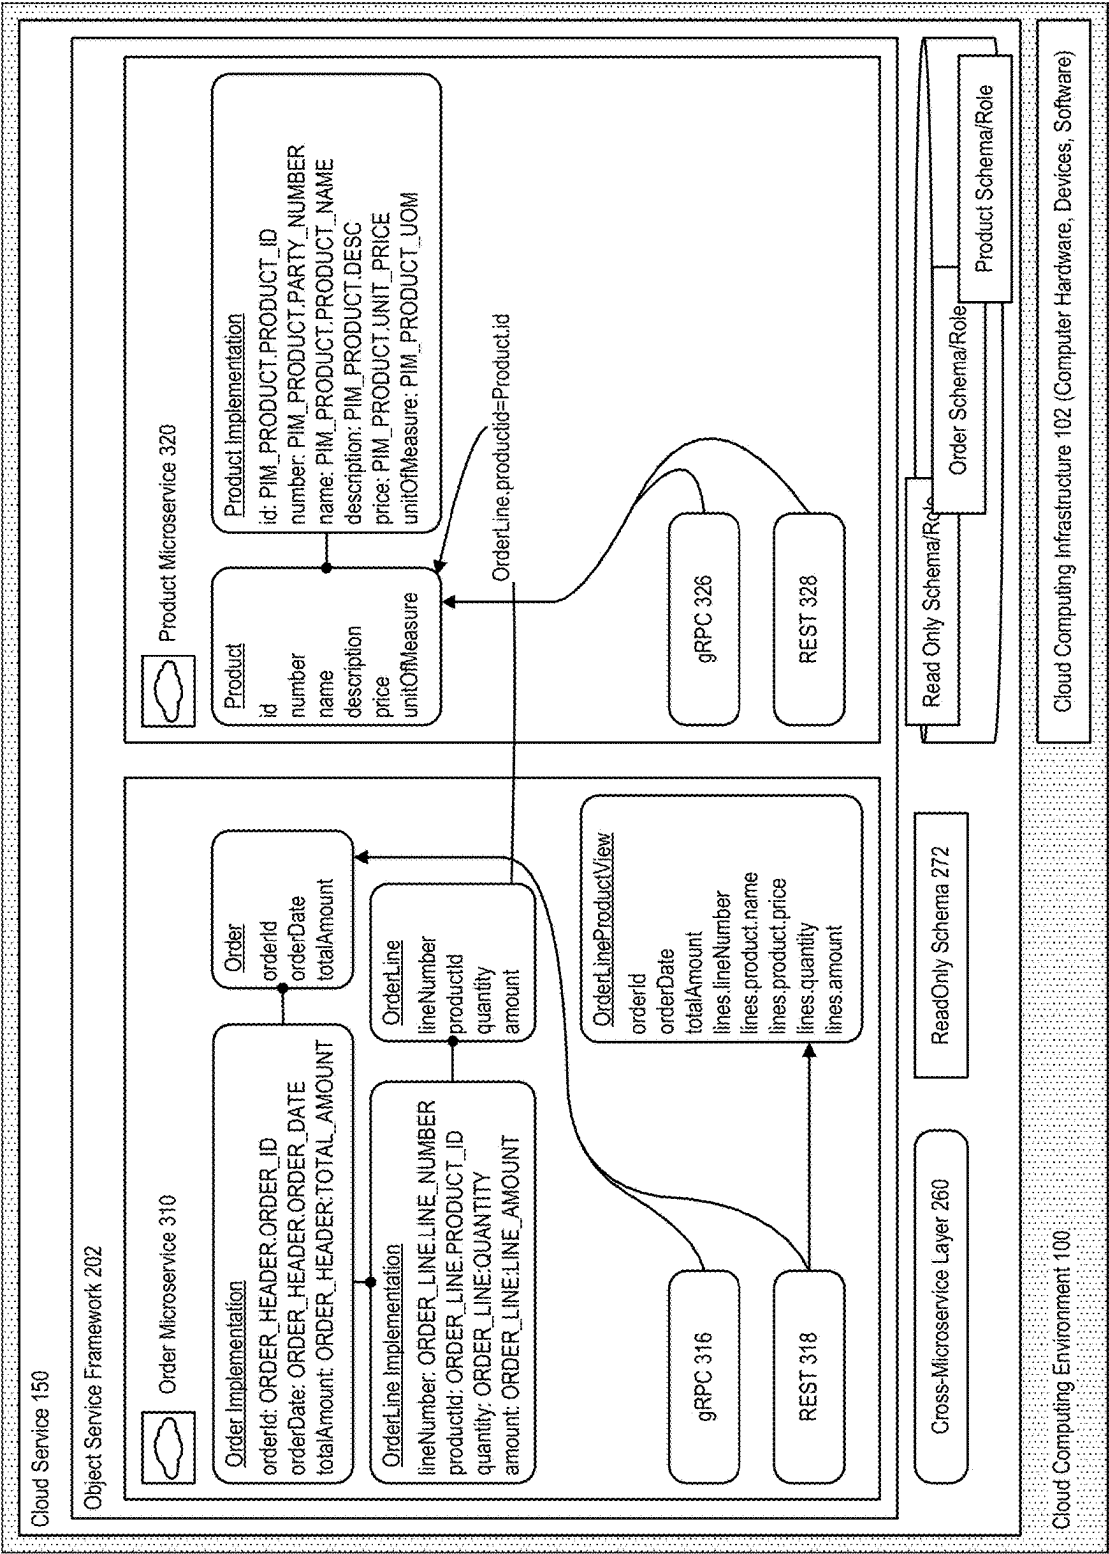 Cloud Service 150
Object Service Framework 202
Order Microservice 310
Order Implementation
orderId: ORDER_HEADER.ORDER_ID
orderDate: ORDER_HEADER.ORDER_DATE
totalAmount: ORDER_HEADER:TOTAL_AMOUNT
Order
orderId
orderDate
totalAmount
OrderLine Implementation
lineNumber: ORDER_LINE.LINE_NUMBER
productId: ORDER_LINE.PRODUCT_ID
quantity: ORDER_LINE:QUANTITY
amount: ORDER_LINE:LINE_AMOUNT
OrderLine
lineNumber
productId
quantity
amount
OrderLineProductView
orderId
orderDate
totalAmount
lines.lineNumber
lines.product.name
lines.product.price
lines.quantity
lines.amount
gRPC 316
REST 318
Product Microservice 320
Product
id
number
name
description
price
unitOfMeasure
Product Implementation
id: PIM_PRODUCT.PRODUCT_ID
number: PIM_PRODUCT.PARTY_NUMBER
name: PIM_PRODUCT.PRODUCT_NAME
description: PIM_PRODUCT.DESC
price: PIM_PRODUCT.UNIT_PRICE
unitOfMeasure: PIM_PRODUCT_UOM
OrderLine.productId=Product.id
gRPC 326
REST 328
Cross-Microservice Layer 260
ReadOnly Schema 272
Read Only Schema/Role
Order Schema/Role
Product Schema/Role
Cloud Computing Environment 100
Cloud Computing Infrastructure 102 (Computer Hardware, Devices, Software)